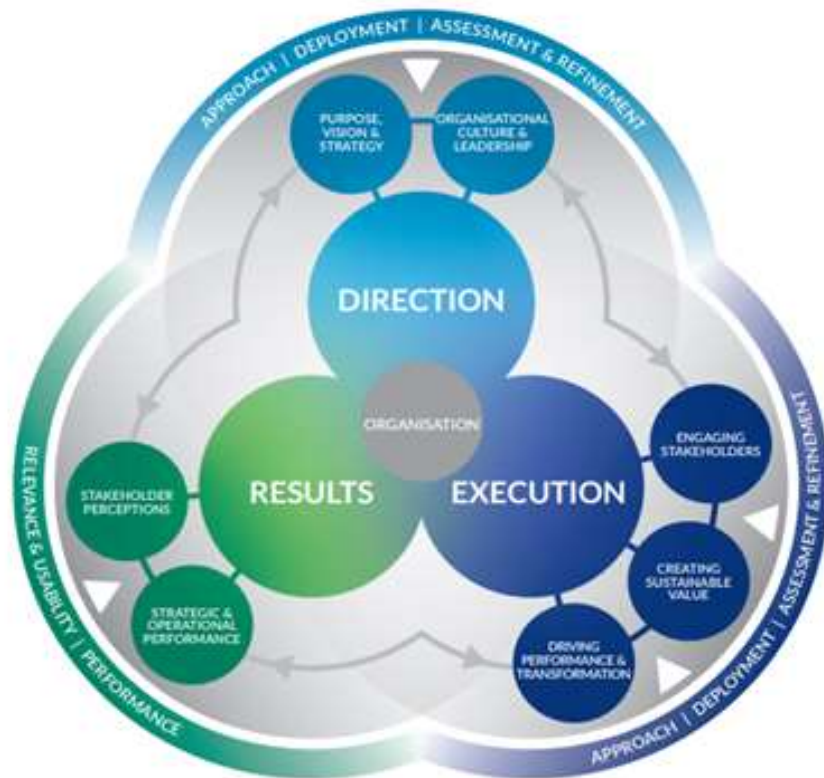 APPROACH | DEPLOYMENT | ASSESSMENT & REFINEMENT
PURPOSE,
VISION &
STRATEGY
ORGANISATIONAL
CULTURE &
LEADERSHIP
DIRECTION
ORGANISATION
RESULTS
EXECUTION
STAKEHOLDER
PERCEPTIONS
STRATEGIC &
OPERATIONAL
PERFORMANCE
ENGAGING
STAKEHOLDERS
CREATING
SUSTAINABLE
VALUE
DRIVING
PERFORMANCE &
TRANSFORMATION
RELEVANCE & USABILITY | PERFORMANCE
APPROACH | DEPLOYMENT | ASSESSMENT & REFINEMENT